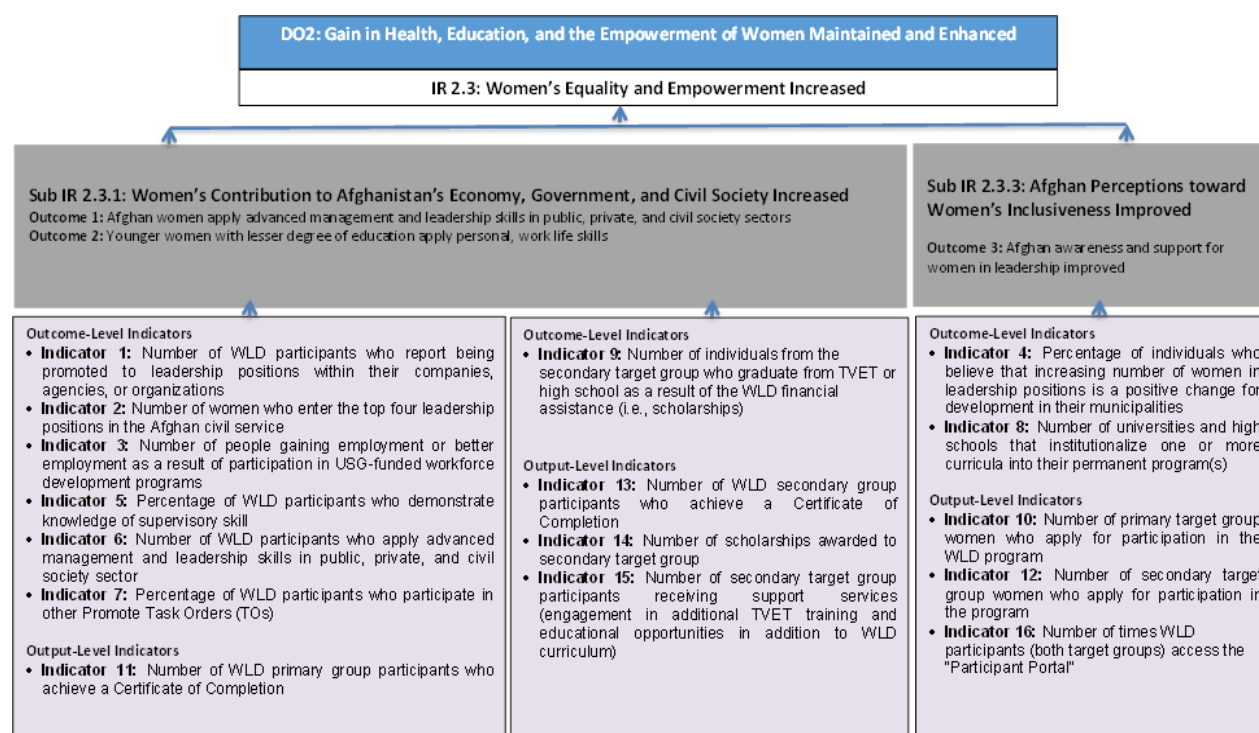 DO2: Gain in Health, Education, and the Empowerment of Women Maintained and Enhanced
IR 2.3: Women's Equality and Empowerment Increased
Sub IR 2.3.1: Women's Contribution to Afghanistan's Economy, Government, and Civil Society Increased
Outcome 1: Afghan women apply advanced management and leadership skills in public, private, and civil society sectors
Outcome 2: Younger women with lesser degree of education apply personal, work life skills
Sub IR 2.3.3: Afghan Perceptions toward
Women's Inclusiveness Improved
Outcome 3: Afghan awareness and support for
women in leadership improved
Outcome-Level Indicators
• Indicator 1: Number of WLD participants who report being
promoted to leadership positions within their companies,
agencies, or organizations
• Indicator 2: Number of women who enter the top four leadership
positions in the Afghan civil service
• Indicator 3: Number of people gaining employment or better
employment as a result of participation in USG-funded workforce
development programs
• Indicator 5: Percentage of WLD participants who demonstrate
knowledge of supervisory skill
• Indicator 6: Number of WLD participants who apply advanced
management and leadership skills in public, private, and civil
society sector
• Indicator 7: Percentage of WLD participants who participate in
other Promote Task Orders (TOs)
Output-Level Indicators
• Indicator 11: Number of WLD primary group participants who
achieve a Certificate of Completion
Outcome-Level Indicators
• Indicator 9: Number of individuals from the
secondary target group who graduate from TVET or
high school as a result of the WLD financial
assistance (i.e., scholarships)
Output-Level Indicators
• Indicator 13: Number of WLD secondary group
participants who achieve a Certificate of
Completion
• Indicator 14: Number of scholarships awarded to
secondary target group
• Indicator 15: Number of secondary target group
participants receiving support services
(engagement in additional TVET training and
educational opportunities in addition to WLD
curriculum)
Outcome-Level Indicators
• Indicator 4: Percentage of individuals who
believe that increasing number of women in
leadership positions is a positive change for
development in their municipalities
• Indicator 8: Number of universities and high
schools that institutionalize one or more
curricula into their permanent program(s)
Output-Level Indicators
• Indicator 10: Number of primary target group
women who apply for participation in the
WLD program
• Indicator 12: Number of secondary target
group women who apply for participation in
the program
• Indicator 16: Number of times WLD
participants (both target groups) access the
"Participant Portal"